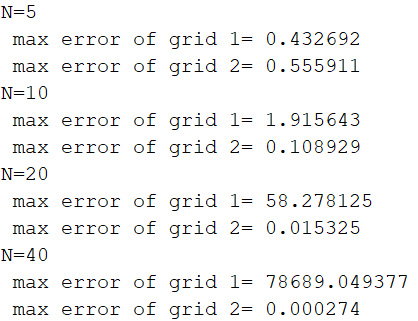 N=5
max error of grid 1= 0.432692
max error of grid 2= 0.555911
N=10
max error of grid 1= 1.915643
max error of grid 2= 0.108929
N=20
max error of grid 1= 58.278125
max error of grid 2= 0.015325
N=40
max error of grid 1= 78689.049377
max error of grid 2= 0.000274